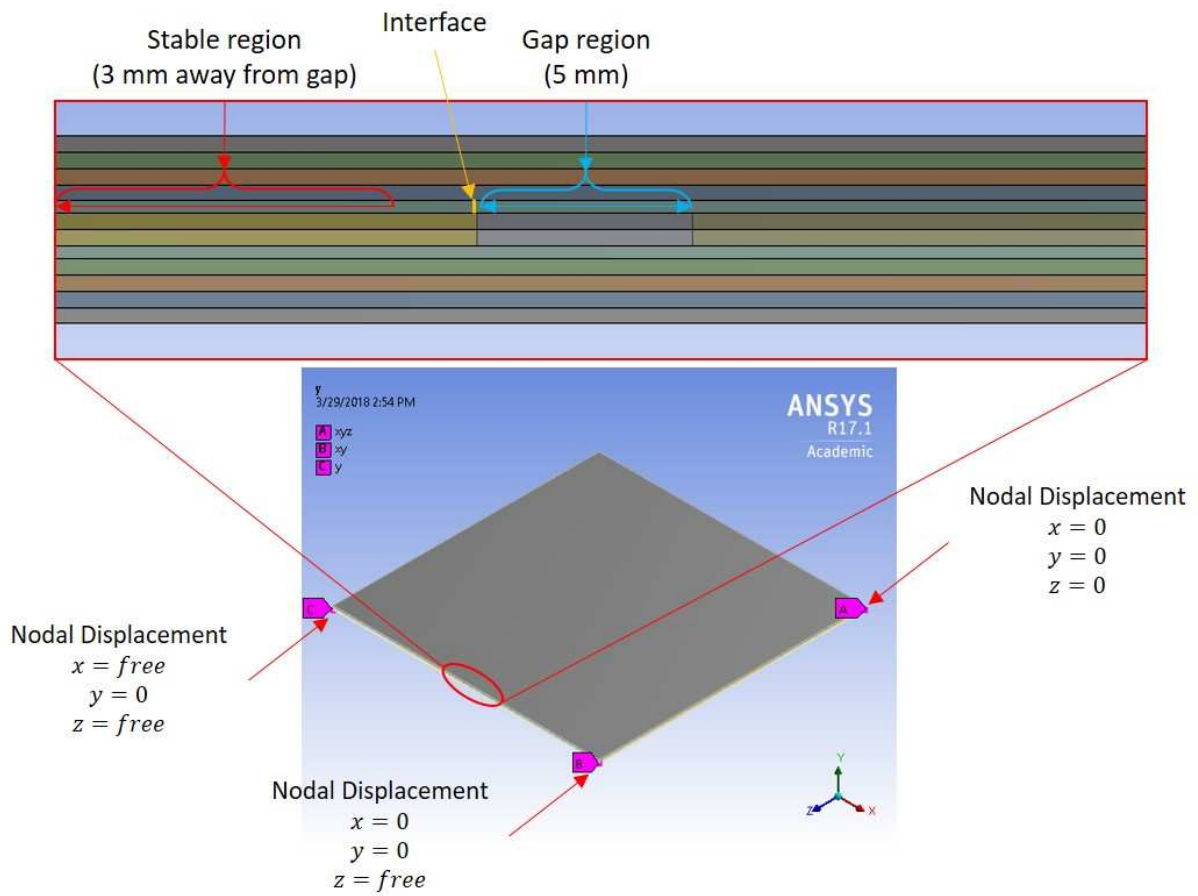 Interface
Stable region
(3 mm away from gap)
Gap region
(5 mm)
y
3/29/2018 2:54 PM
A xyz
B xy
C y
ANSYS
R17.1
Academic
Nodal Displacement
x = 0
y = 0
z = 0
C
A
Nodal Displacement
x = free
y = 0
z = free
B
Nodal Displacement
x = 0
y = 0
z = free
Y
Z
X